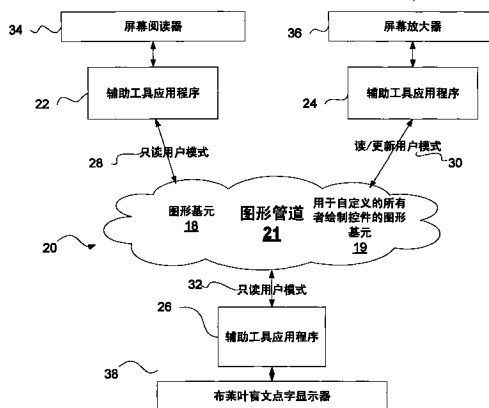 34
屏幕阅读器
36
屏幕放大器
22
辅助工具应用程序
24
辅助工具应用程序
28
只读用户模式
读/更新用户模式
30
图形基元
18
图形管道
21
用于自定义的所有
者绘制控件的图形
基元
19
20
32
只读用户模式
26
辅助工具应用程序
38
布莱叶窗文点字显示器